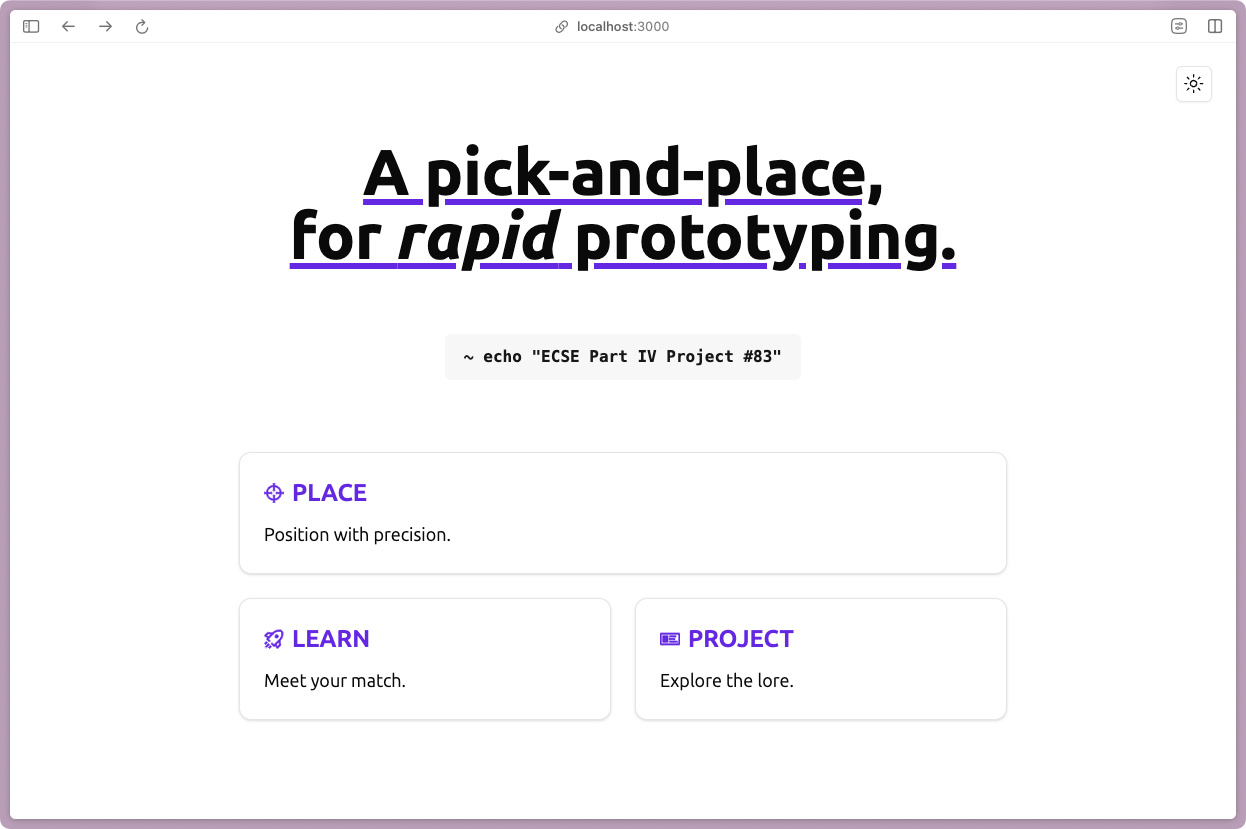 localhost:3000
A pick-and-place,
for rapid prototyping.
~ echo "ECSE Part IV Project #83"
PLACE
Position with precision.
LEARN
Meet your match.
PROJECT
Explore the lore.